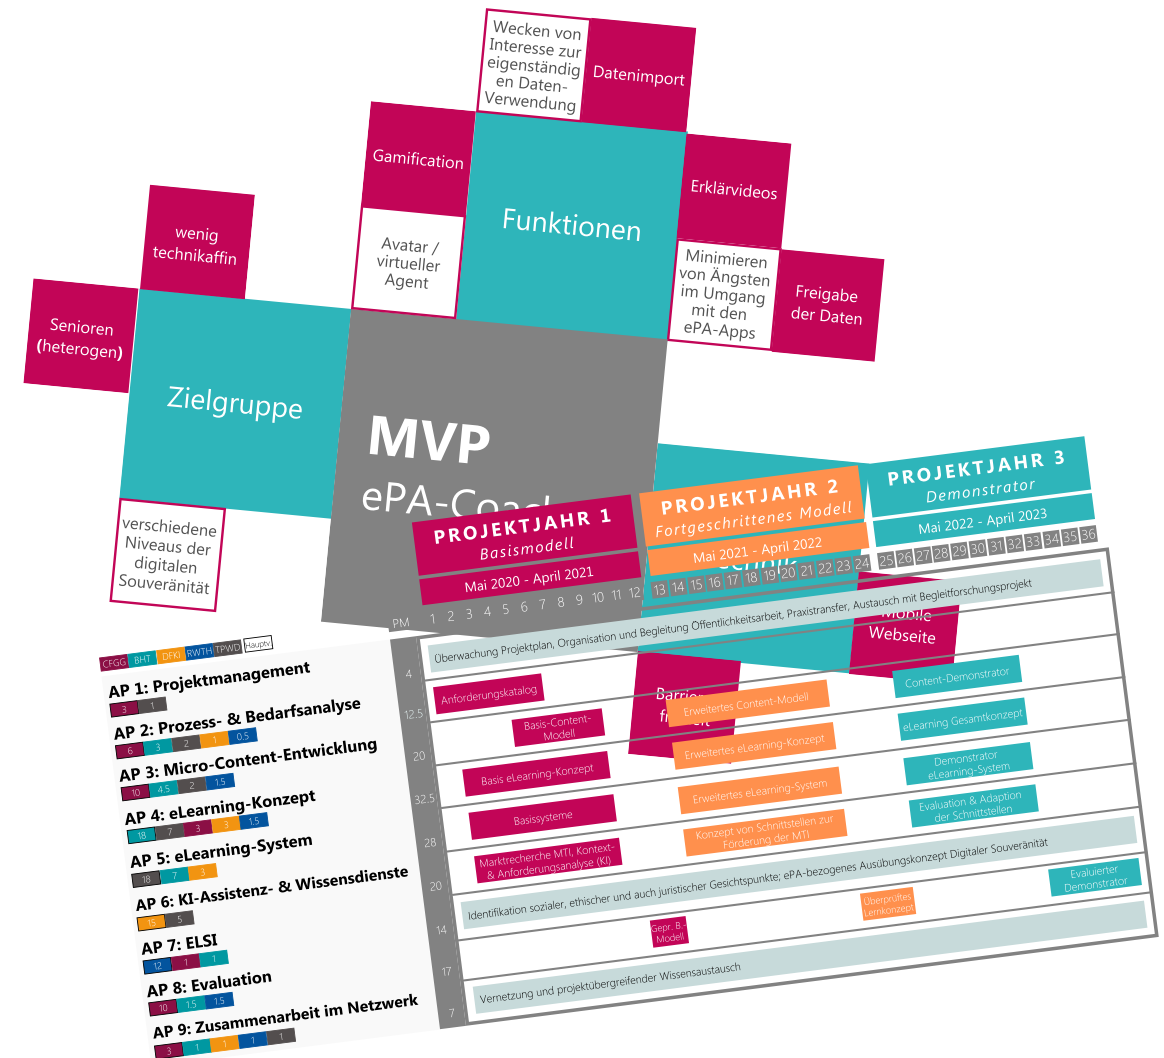 Wecken von
Interesse zur
eigenständig
en Daten-
Verwendung
Datenimport
Gamification
Erklärvideos
Funktionen
Avatar /
virtueller
Agent
Minimieren
von Ängsten
im Umgang
mit den
ePA-Apps
Freigabe
der Daten
wenig
technikaffin
Senioren
(heterogen)
Zielgruppe
verschiedene
Niveaus der
digitalen
Souveränität
MVP
Mobile
Webseite
PROJEKTJAHR 1
Basismodell
Mai 2020 - April 2021
PROJEKTJAHR 2
Fortgeschrittenes Modell
Mai 2021 - April 2022
PROJEKTJAHR 3
Demonstrator
Mai 2022 - April 2023
PM 1 2 3 4 5 6 7 8 9 10 11 12 13 14 15 16 17 18 19 20 21 22 23 24 25 26 27 28 29 30 31 32 33 34 35 36
CFGG BHT DFKI RWTH TPWD Hauptv
AP 1: Projektmanagement
3 1
4
Überwachung Projektplan, Organisation und Begleitung Öffentlichkeitsarbeit, Praxistransfer, Austausch mit Begleitforschungsprojekt
AP 2: Prozess- & Bedarfsanalyse
6 3 2 1 0.5
12.5
Anforderungskatalog
AP 3: Micro-Content-Entwicklung
10 4.5 2 1.5
20
Basis-Content-
Modell
Erweitertes Content-Modell
Content-Demonstrator
AP 4: eLearning-Konzept
18 7 3 3 1.5
32.5
Basis eLearning-Konzept
Erweitertes eLearning-Konzept
eLearning Gesamtkonzept
AP 5: eLearning-System
18 7 3
28
Basissysteme
Erweitertes eLearning-System
Demonstrator
eLearning-System
AP 6: KI-Assistenz- & Wissensdienste
15 5
20
Marktrecherche MTI, Kontext-
& Anforderungsanalyse (KI)
Konzept von Schnittstellen zur
Förderung der MTI
Evaluation & Adaption
der Schnittstellen
AP 7: ELSI
12 1 1
14
Identifikation sozialer, ethischer und auch juristischer Gesichtspunkte; ePA-bezogenes Ausübungskonzept Digitaler Souveränität
AP 8: Evaluation
10 1.5 1.5
17
Gepr. B.-
Modell
Überprüftes
Lernkonzept
Evaluierter
Demonstrator
AP 9: Zusammenarbeit im Netzwerk
3 1 1 1 1
7
Vernetzung und projektübergreifender Wissensaustausch